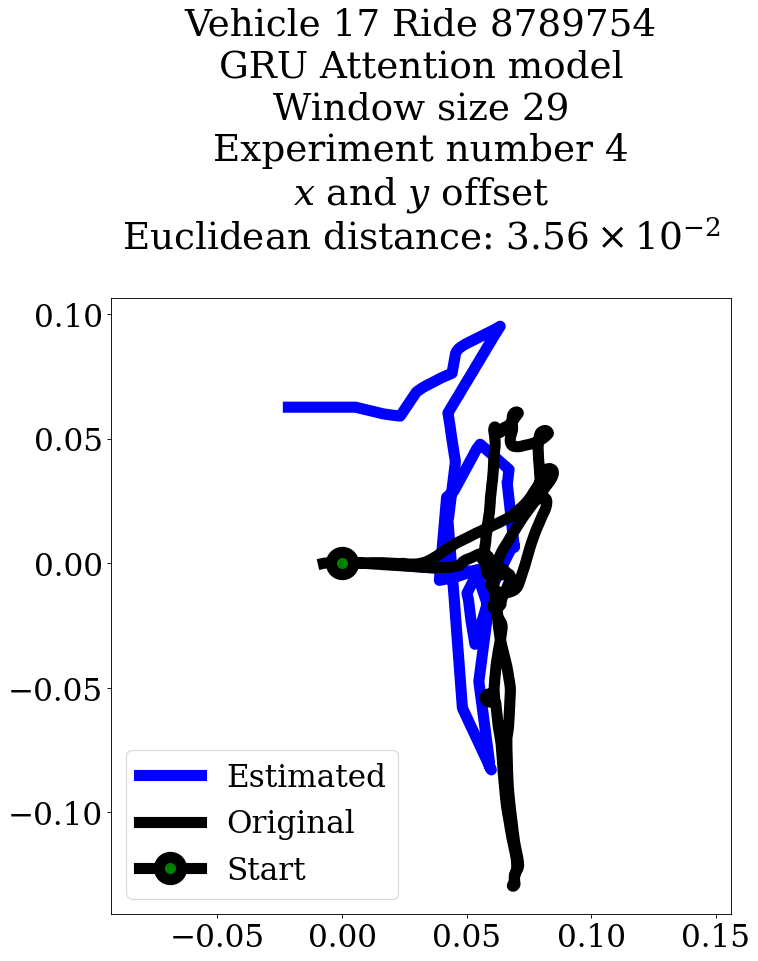 Vehicle 17 Ride 8789754
GRU Attention model
Window size 29
Experiment number 4
x and y offset
Euclidean distance: 3.56 × 10⁻²
0.10
0.05
0.00
−0.05
−0.10
Estimated
Original
Start
−0.05 0.00 0.05 0.10 0.15